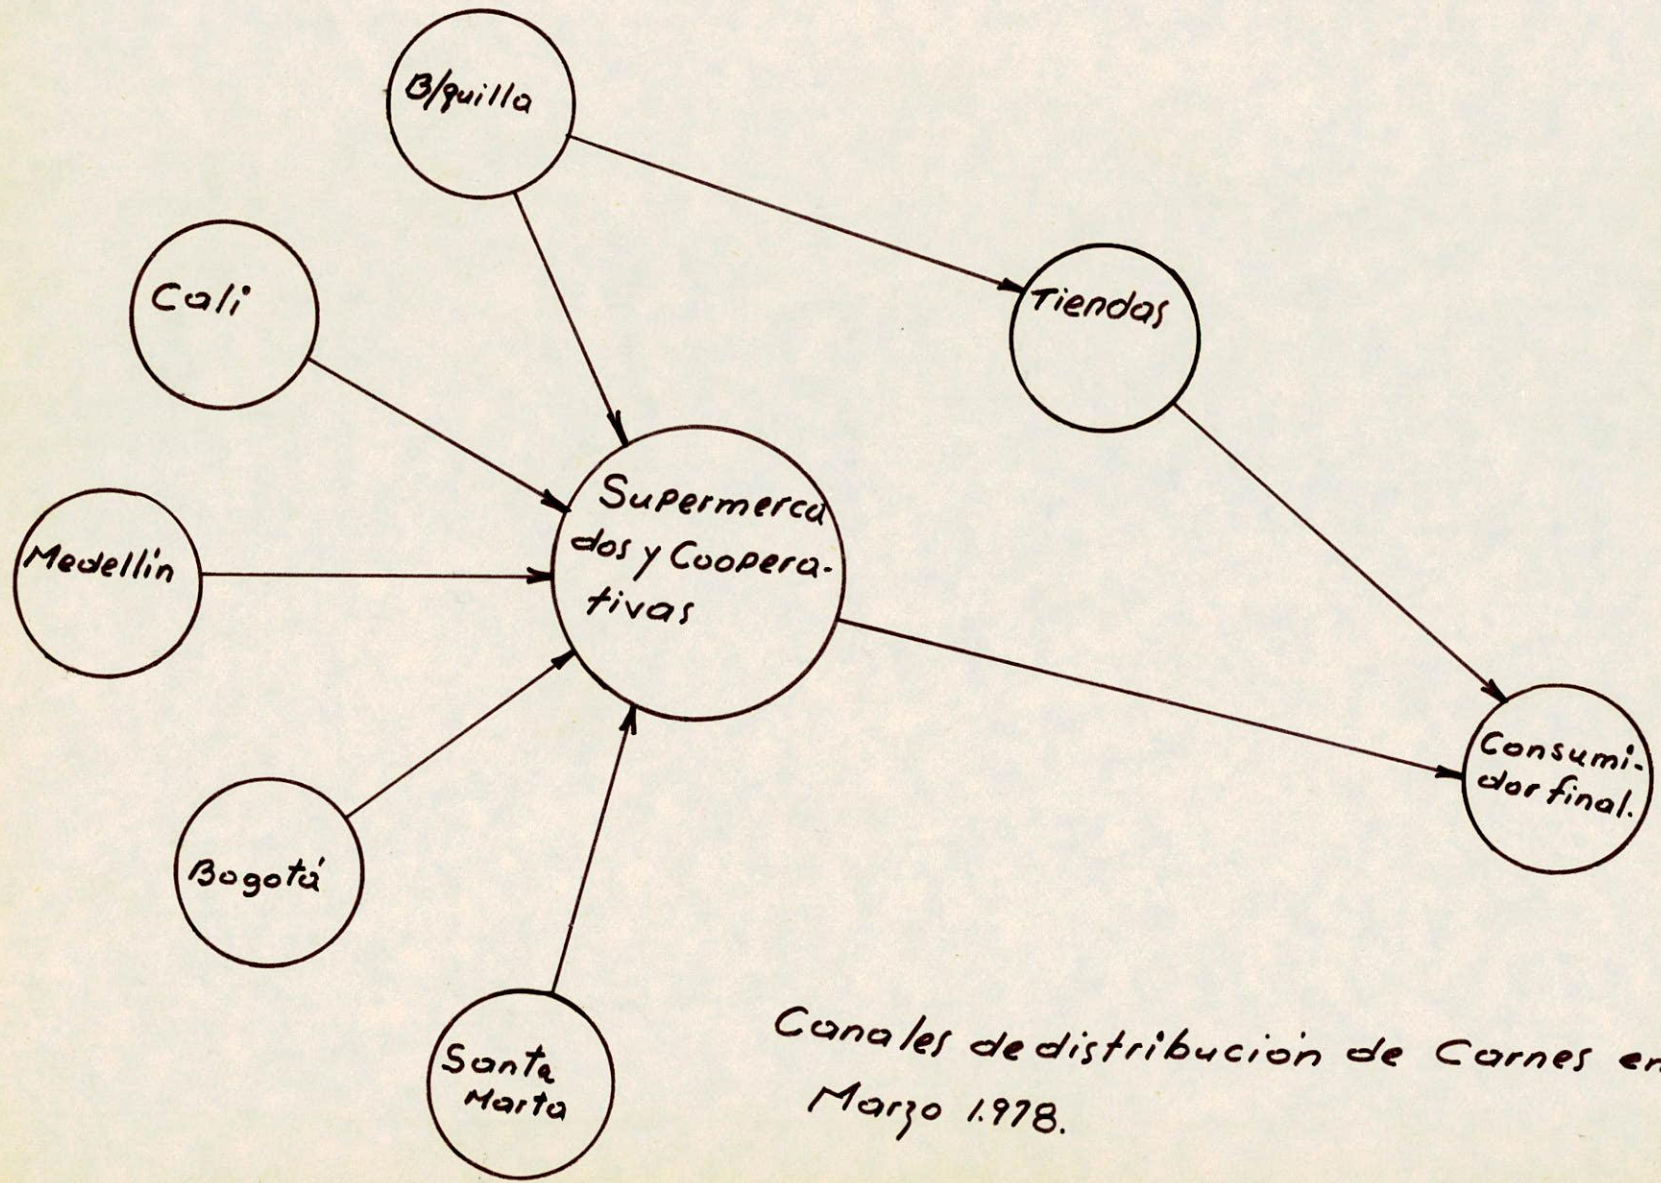 B/quilla
Cali
Tiendas
Supermerca
dos y Coopera-
tivas
Medellín
Consumi-
dor final.
Bogotá
Santa
Marta
Canales de distribución de Carnes en
Marzo 1.978.